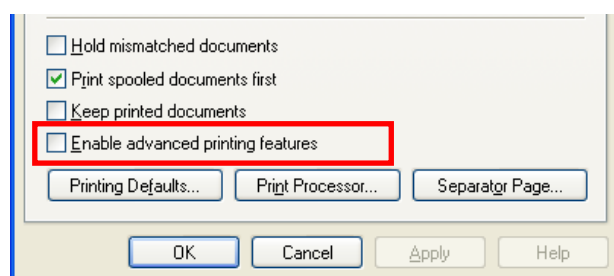 Hold mismatched documents
Print spooled documents first
Keep printed documents
Enable advanced printing features
Printing Defaults... Print Processor... Separator Page...
OK Cancel Apply Help